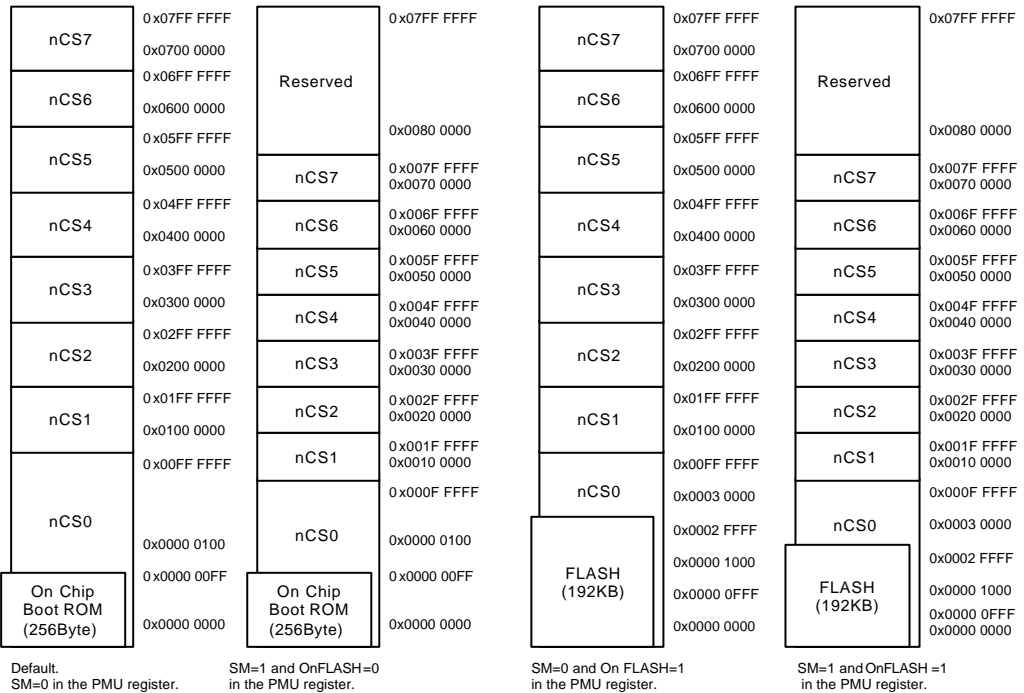 nCS7
0x07FF FFFF
0x0700 0000
nCS6
0x06FF FFFF
0x0600 0000
nCS5
0x05FF FFFF
0x0500 0000
nCS4
0x04FF FFFF
0x0400 0000
nCS3
0x03FF FFFF
0x0300 0000
nCS2
0x02FF FFFF
0x0200 0000
nCS1
0x01FF FFFF
0x0100 0000
nCS0
0x00FF FFFF
0x0000 0100
On Chip
Boot ROM
(256Byte)
0x0000 00FF
0x0000 0000
Default.
SM=0 in the PMU register.
Reserved
0x07FF FFFF
0x0080 0000
nCS7
0x007F FFFF
0x0070 0000
nCS6
0x006F FFFF
0x0060 0000
nCS5
0x005F FFFF
0x0050 0000
nCS4
0x004F FFFF
0x0040 0000
nCS3
0x003F FFFF
0x0030 0000
nCS2
0x002F FFFF
0x0020 0000
nCS1
0x001F FFFF
0x0010 0000
nCS0
0x000F FFFF
0x0000 0100
On Chip
Boot ROM
(256Byte)
0x0000 00FF
0x0000 0000
SM=1 and OnFLASH=0
in the PMU register.
nCS7
0x07FF FFFF
0x0700 0000
nCS6
0x06FF FFFF
0x0600 0000
nCS5
0x05FF FFFF
0x0500 0000
nCS4
0x04FF FFFF
0x0400 0000
nCS3
0x03FF FFFF
0x0300 0000
nCS2
0x02FF FFFF
0x0200 0000
nCS1
0x01FF FFFF
0x0100 0000
nCS0
0x00FF FFFF
0x0003 0000
FLASH
(192KB)
0x0002 FFFF
0x0000 1000
0x0000 0FFF
0x0000 0000
SM=0 and On FLASH=1
in the PMU register.
Reserved
0x07FF FFFF
0x0080 0000
nCS7
0x007F FFFF
0x0070 0000
nCS6
0x006F FFFF
0x0060 0000
nCS5
0x005F FFFF
0x0050 0000
nCS4
0x004F FFFF
0x0040 0000
nCS3
0x003F FFFF
0x0030 0000
nCS2
0x002F FFFF
0x0020 0000
nCS1
0x001F FFFF
0x0010 0000
nCS0
0x000F FFFF
0x0003 0000
FLASH
(192KB)
0x0002 FFFF
0x0000 1000
0x0000 0FFF
0x0000 0000
SM=1 and OnFLASH =1
in the PMU register.